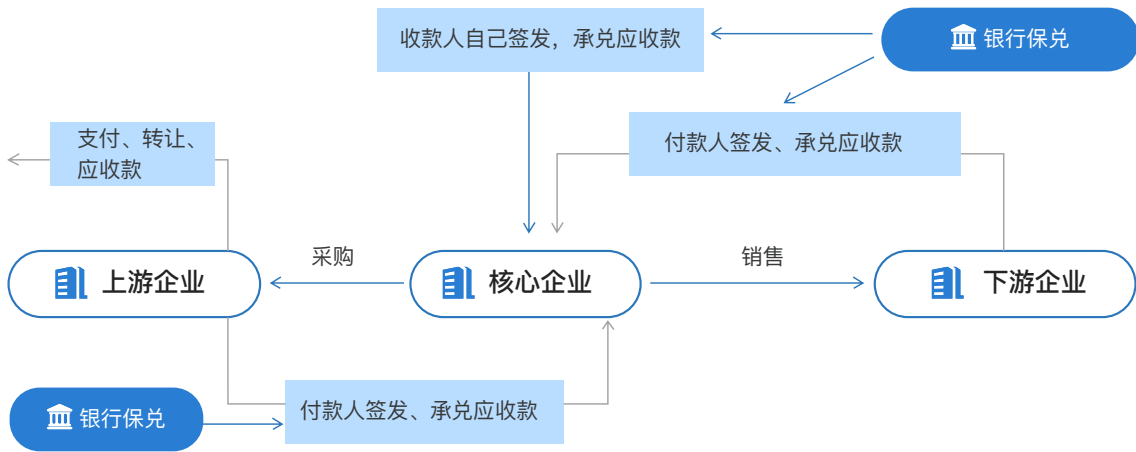 收款人自己签发，承兑应收款
银行保兑
支付、转让、
应收款
付款人签发、承兑应收款
采购
销售
上游企业
核心企业
下游企业
银行保兑
付款人签发、承兑应收款